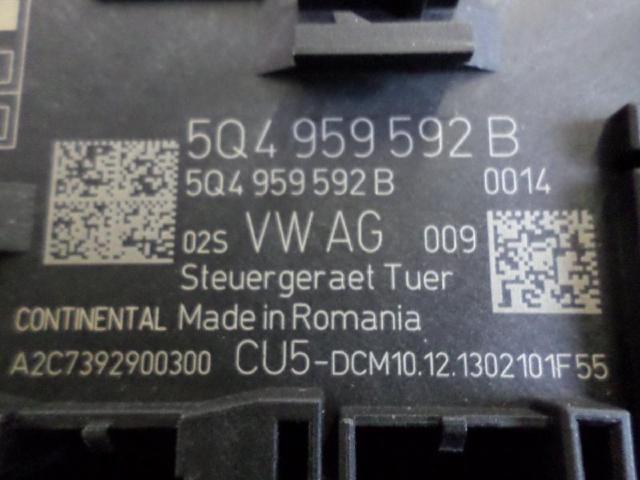 5Q4 959 592 B
5Q4 959 592 B 0014
02S VW AG 009
Steuergeraet Tuer
CONTINENTAL Made in Romania
A2C7392900300 CU5-DCM10.12.1302101F55